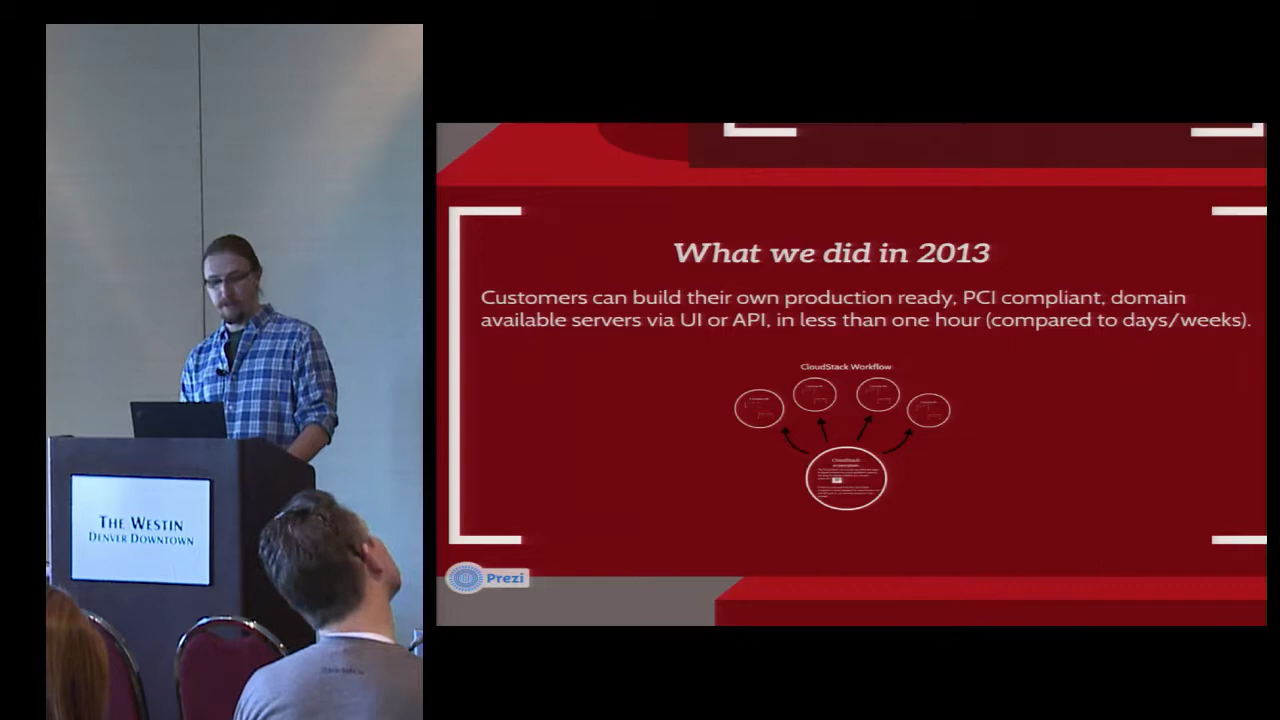 What we did in 2013
Customers can build their own production ready, PCI compliant, domain
available servers via UI or API, in less than one hour (compared to days/weeks).
CloudStack Workflow
CloudStack
THE WESTIN
DENVER DOWNTOWN
Prezi